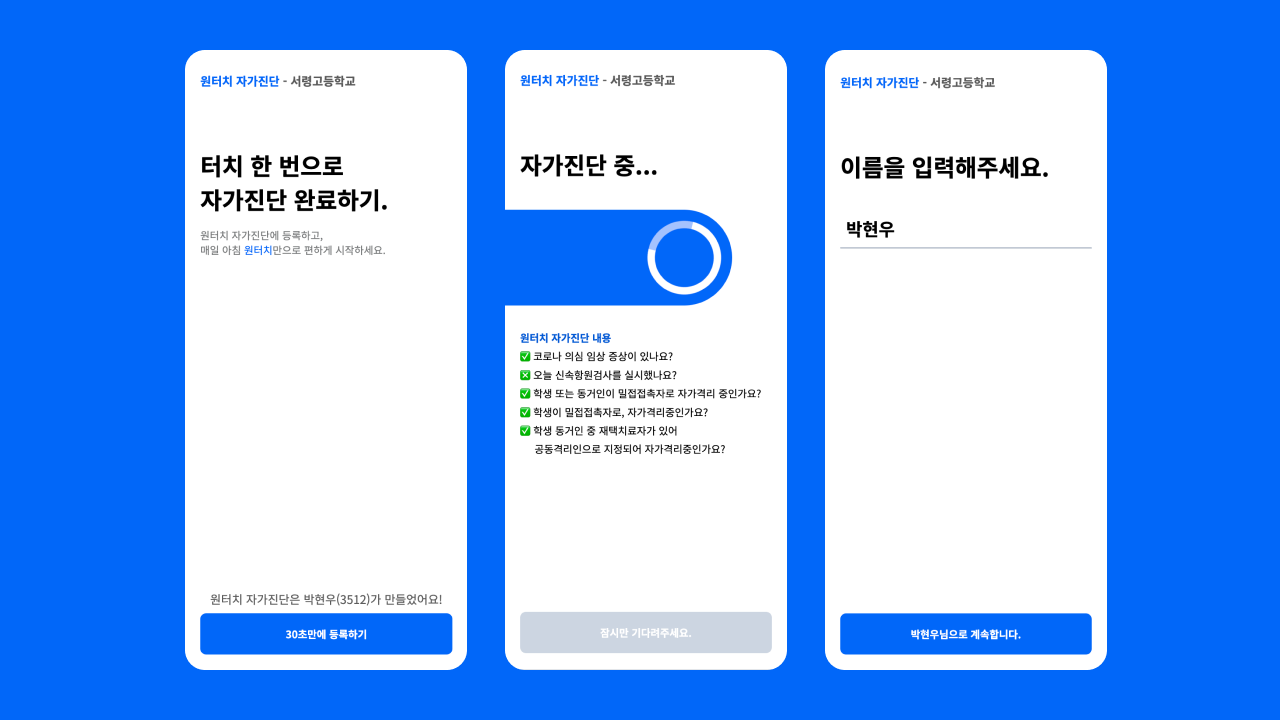 원터치 자가진단 - 서령고등학교
터치 한 번으로
자가진단 완료하기.
원터치 자가진단에 등록하고,
매일 아침 원터치만으로 편하게 시작하세요.
원터치 자가진단은 박현우(3512)가 만들었어요!
30초만에 등록하기
원터치 자가진단 - 서령고등학교
자가진단 중...
원터치 자가진단 내용
✅ 코로나 의심 임상 증상이 있나요?
❎ 오늘 신속항원검사를 실시했나요?
✅ 학생 또는 동거인이 밀접접촉자로 자가격리 중인가요?
✅ 학생이 밀접접촉자로, 자가격리중인가요?
✅ 학생 동거인 중 재택치료자가 있어
공동격리인으로 지정되어 자가격리중인가요?
잠시만 기다려주세요.
원터치 자가진단 - 서령고등학교
이름을 입력해주세요.
박현우
박현우님으로 계속합니다.